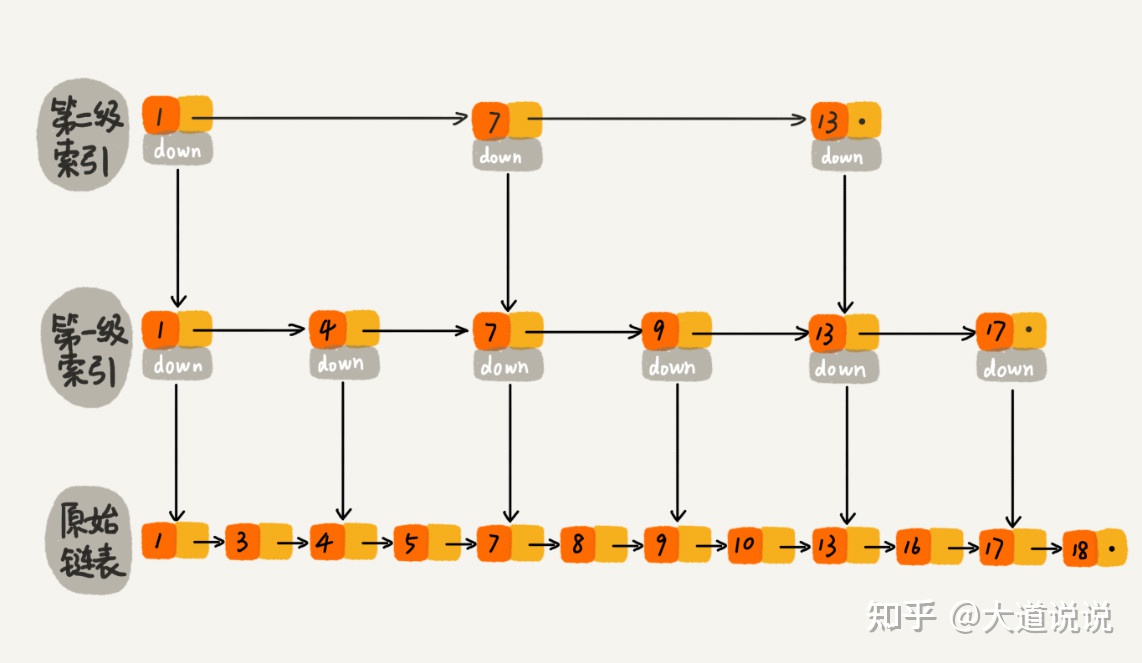 第二级
索引
1 7 13
down down down
第一级
索引
1 4 7 9 13 17
down down down down down down
原始
链表
1 3 4 5 7 8 9 10 13 16 17 18
知乎 @大道说说